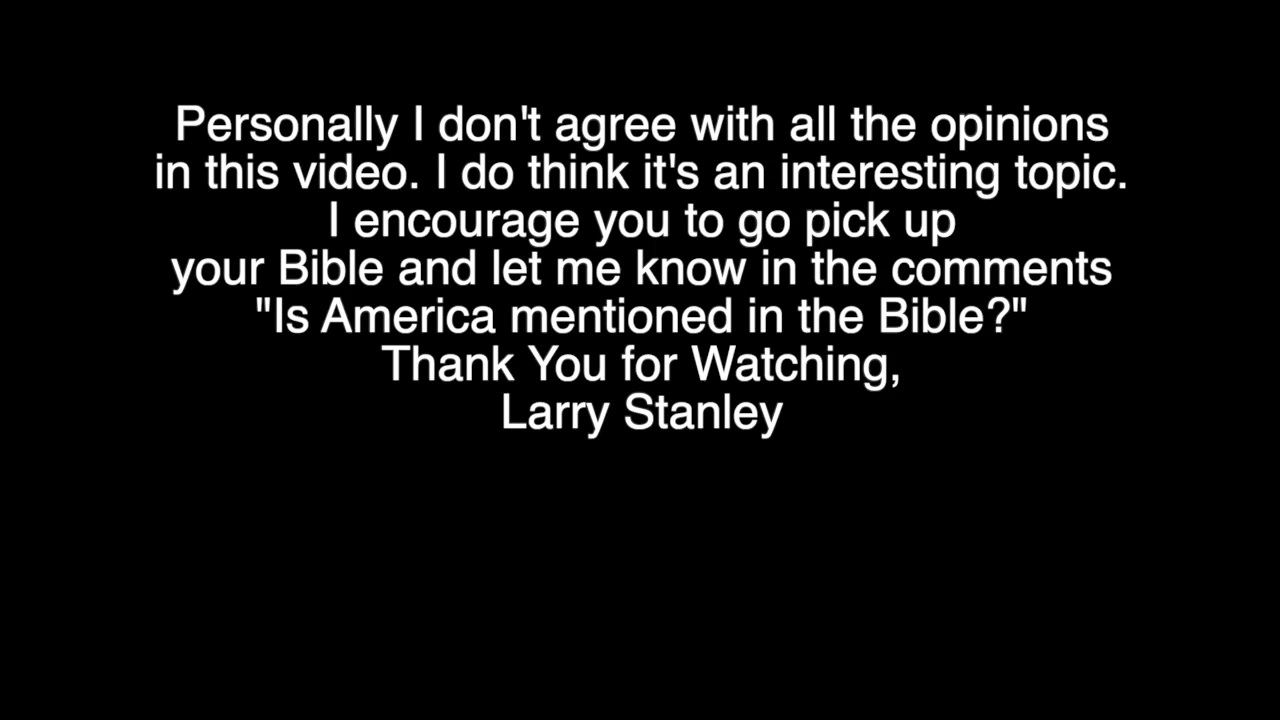 Personally I don't agree with all the opinions
in this video. I do think it's an interesting topic.
I encourage you to go pick up
your Bible and let me know in the comments
"Is America mentioned in the Bible?"
Thank You for Watching,
Larry Stanley